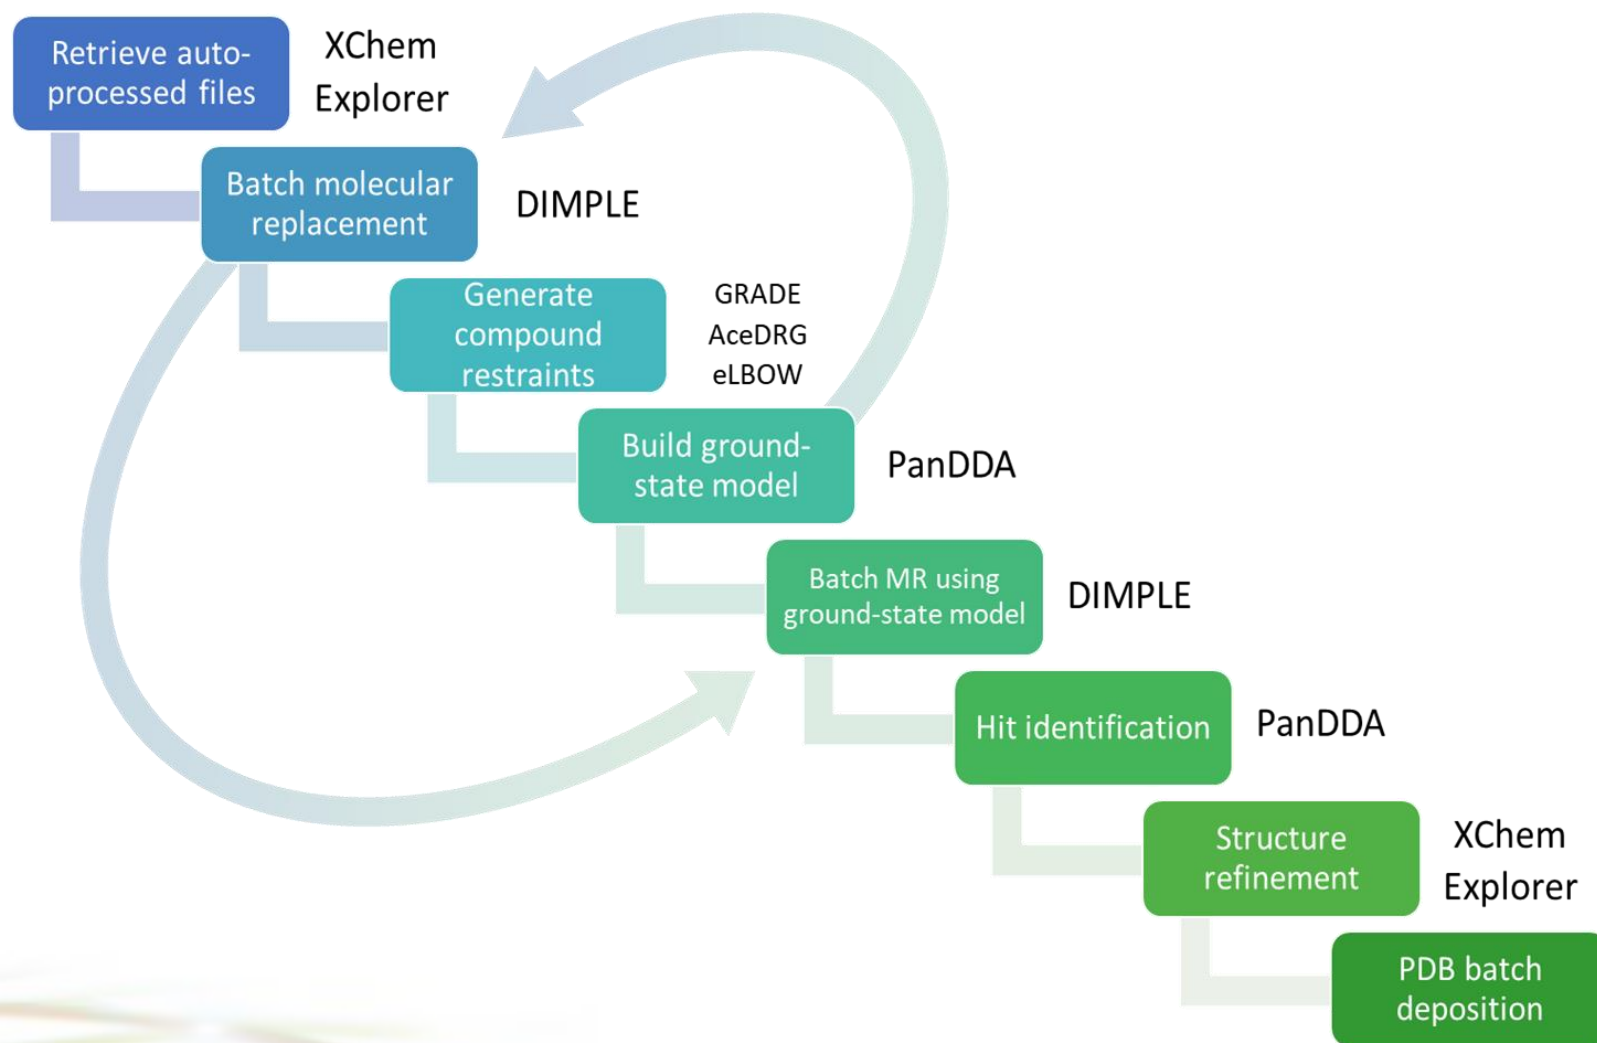 Retrieve auto-
processed files
XChem
Explorer
Batch molecular
replacement
DIMPLE
Generate
compound
restraints
GRADE
AceDRG
eLBOW
Build ground-
state model
PanDDA
Batch MR using
ground-state model
DIMPLE
Hit identification
PanDDA
Structure
refinement
XChem
Explorer
PDB batch
deposition